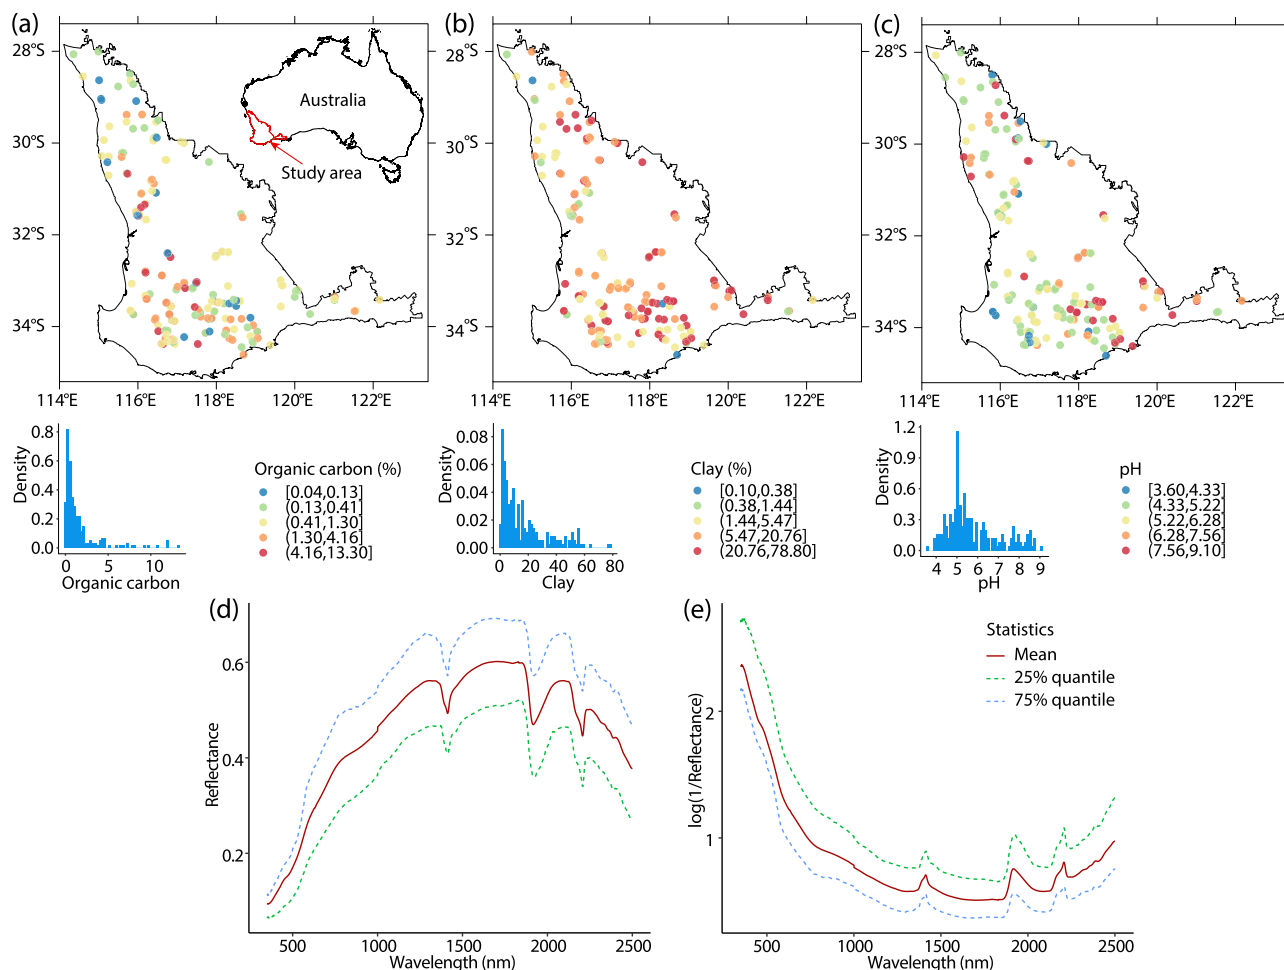 (a)
(b)
(c)
28°S
30°S
32°S
34°S
Australia
Study area
28°S
30°S
32°S
34°S
28°S
30°S
32°S
34°S
114°E 116°E 118°E 120°E 122°E
114°E 116°E 118°E 120°E 122°E
114°E 116°E 118°E 120°E 122°E
Density
0.8
0.6
0.4
0.2
0.0
0 5 10
Organic carbon
Organic carbon (%)
[0.04,0.13]
(0.13,0.41]
(0.41,1.30]
(1.30,4.16]
(4.16,13.30]
Density
0.08
0.06
0.04
0.02
0.00
0 20 40 60 80
Clay
Clay (%)
[0.10,0.38]
(0.38,1.44]
(1.44,5.47]
(5.47,20.76]
(20.76,78.80]
Density
1.2
0.9
0.6
0.3
0.0
4 5 6 7 8 9
pH
pH
[3.60,4.33]
(4.33,5.22]
(5.22,6.28]
(6.28,7.56]
(7.56,9.10]
(d)
Reflectance
0.6
0.4
0.2
500 1000 1500 2000 2500
Wavelength (nm)
(e)
log(1/Reflectance)
2
1
500 1000 1500 2000 2500
Wavelength (nm)
Statistics
Mean
25% quantile
75% quantile